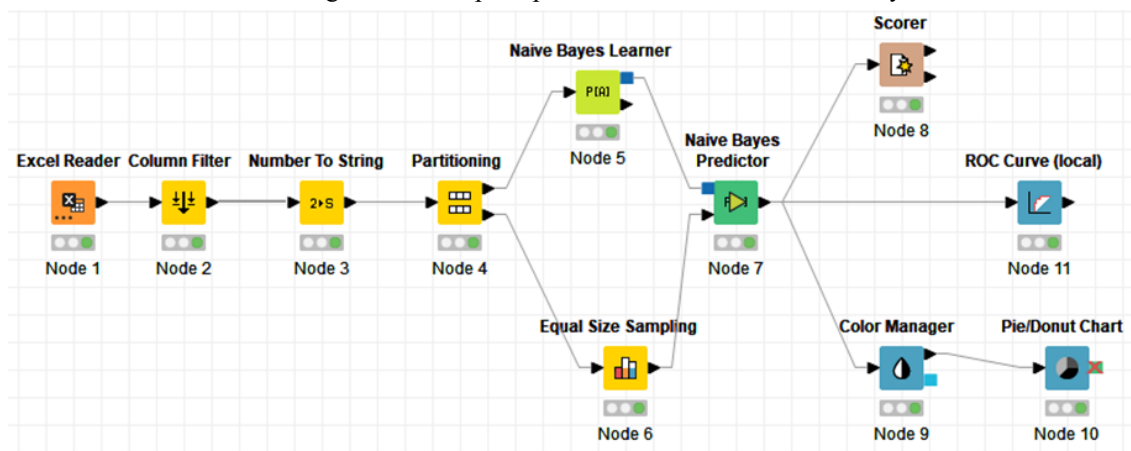 Scorer
Naive Bayes Learner
P(A)
Node 8
Naive Bayes
Predictor
Node 5
Excel Reader Column Filter Number To String Partitioning
ROC Curve (local)
2▸S
Node 1 Node 2 Node 3 Node 4 Node 7 Node 11
Equal Size Sampling Color Manager Pie/Donut Chart
Node 6 Node 9 Node 10